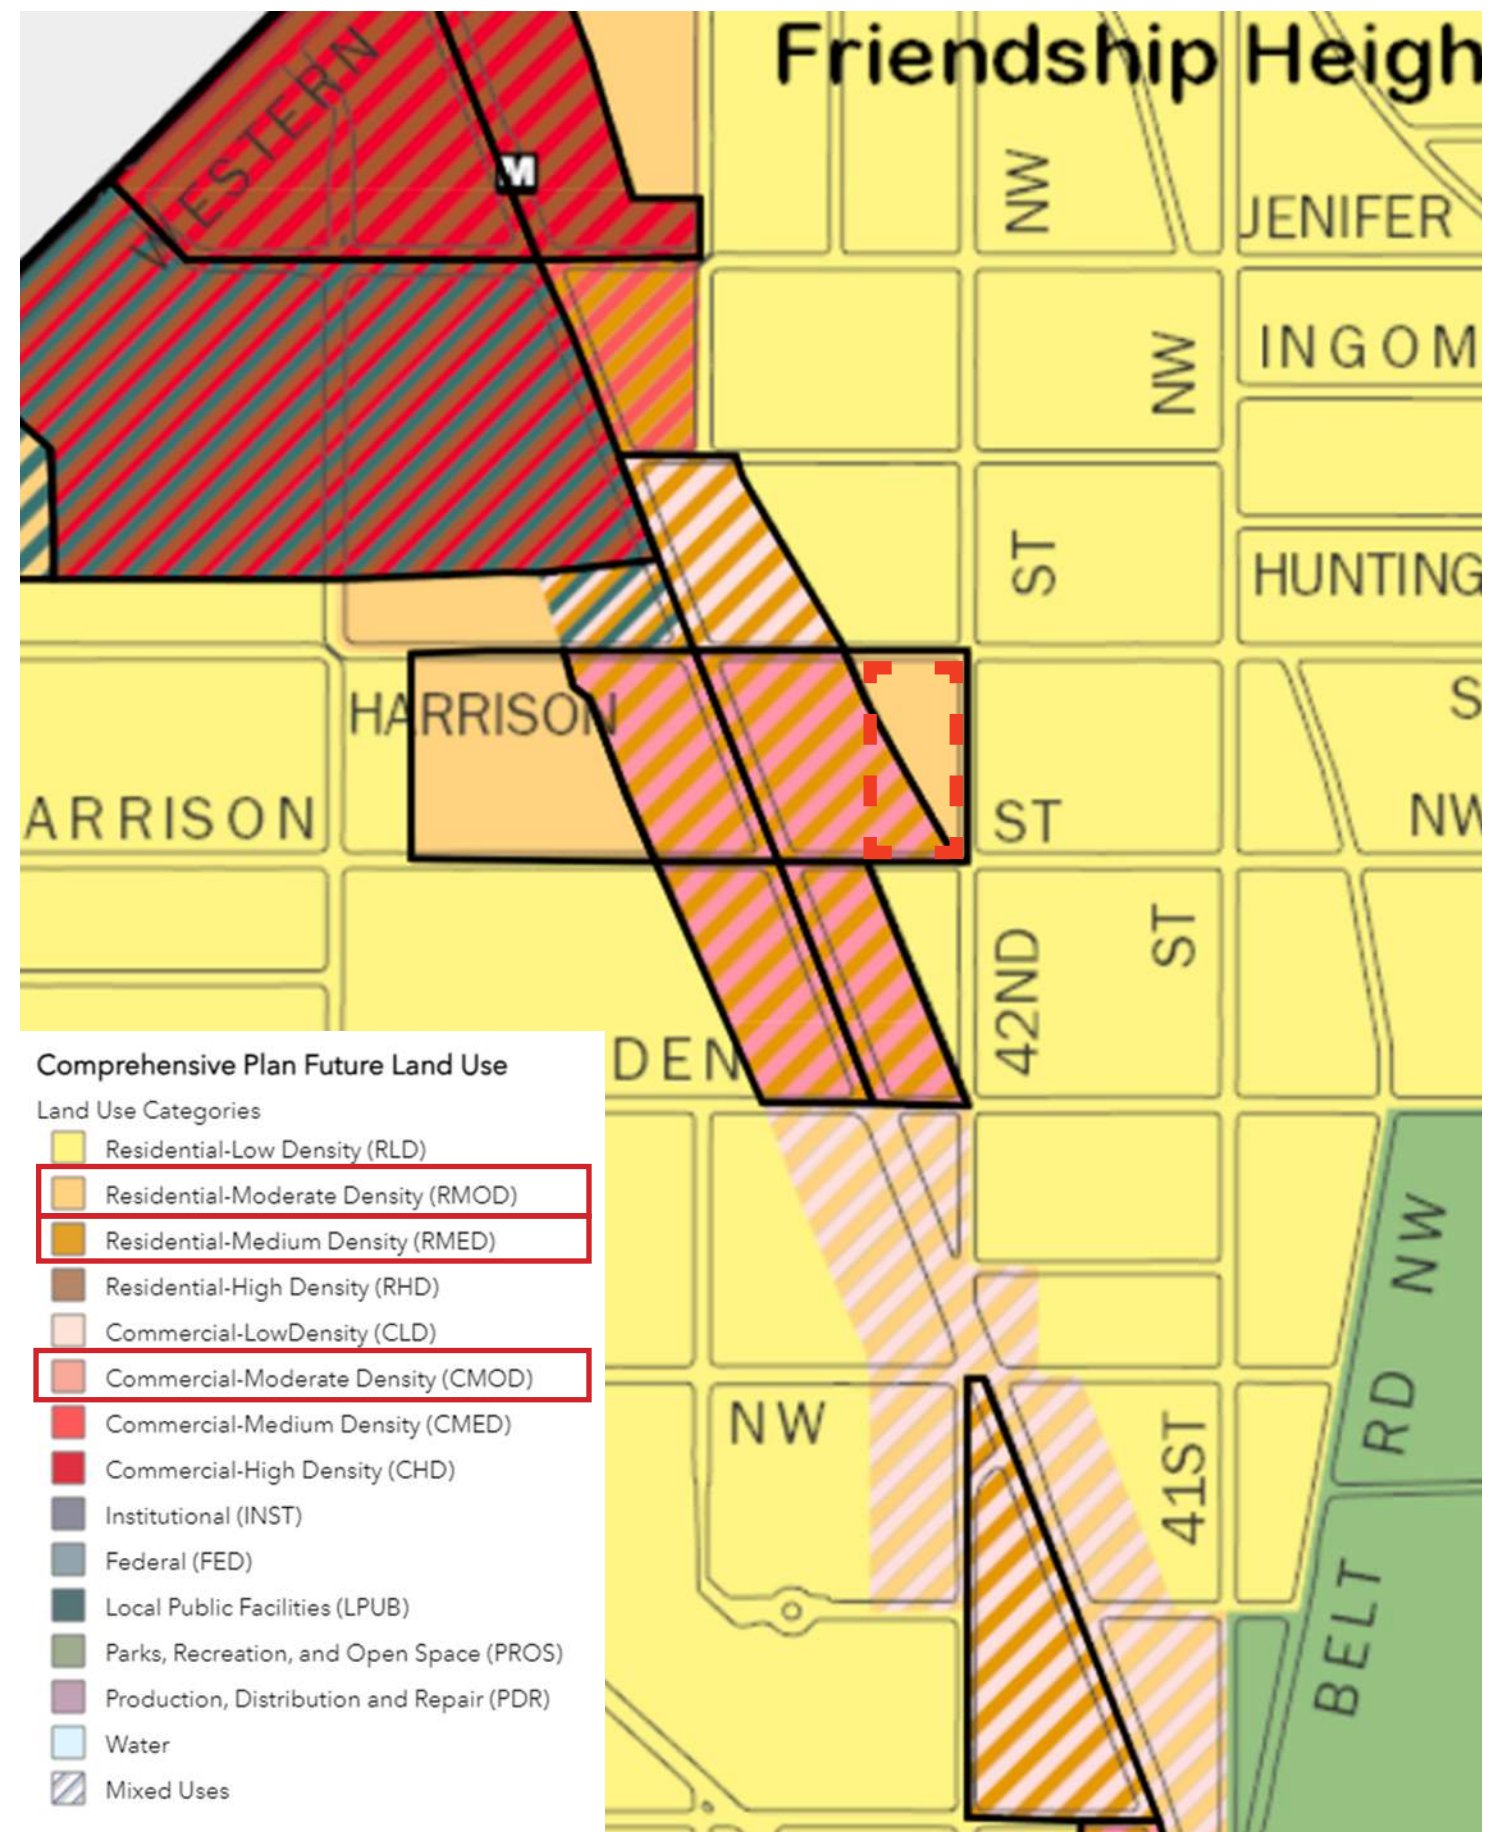 Friendship Heigh
WESTERN
M
NW
JENIFER
NW
INGOM
ST
HUNTING
HARRISON
S
ARRISON
ST
NW
42ND
ST
DEN
Comprehensive Plan Future Land Use
Land Use Categories
Residential-Low Density (RLD)
Residential-Moderate Density (RMOD)
Residential-Medium Density (RMED)
Residential-High Density (RHD)
Commercial-LowDensity (CLD)
Commercial-Moderate Density (CMOD)
Commercial-Medium Density (CMED)
Commercial-High Density (CHD)
Institutional (INST)
Federal (FED)
Local Public Facilities (LPUB)
Parks, Recreation, and Open Space (PROS)
Production, Distribution and Repair (PDR)
Water
Mixed Uses
NW
41ST
BELT RD NW